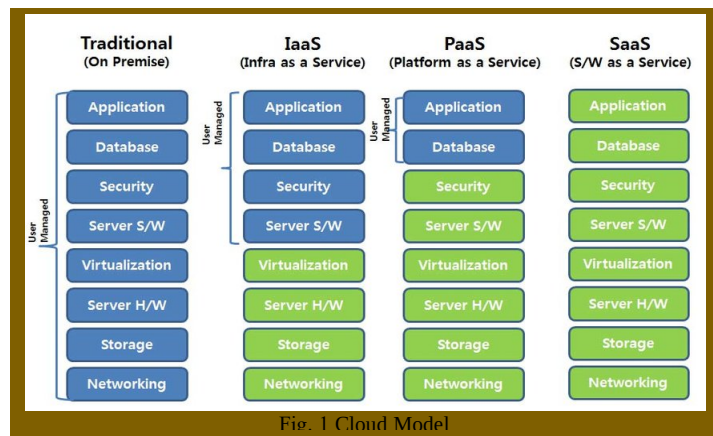 Traditional
(On Premise)
User
Managed
Application
Database
Security
Server S/W
Virtualization
Server H/W
Storage
Networking
IaaS
(Infra as a Service)
User
Managed
Application
Database
Security
Server S/W
Virtualization
Server H/W
Storage
Networking
PaaS
(Platform as a Service)
User
Managed
Application
Database
Security
Server S/W
Virtualization
Server H/W
Storage
Networking
SaaS
(S/W as a Service)
Application
Database
Security
Server S/W
Virtualization
Server H/W
Storage
Networking
Fig. 1 Cloud Model